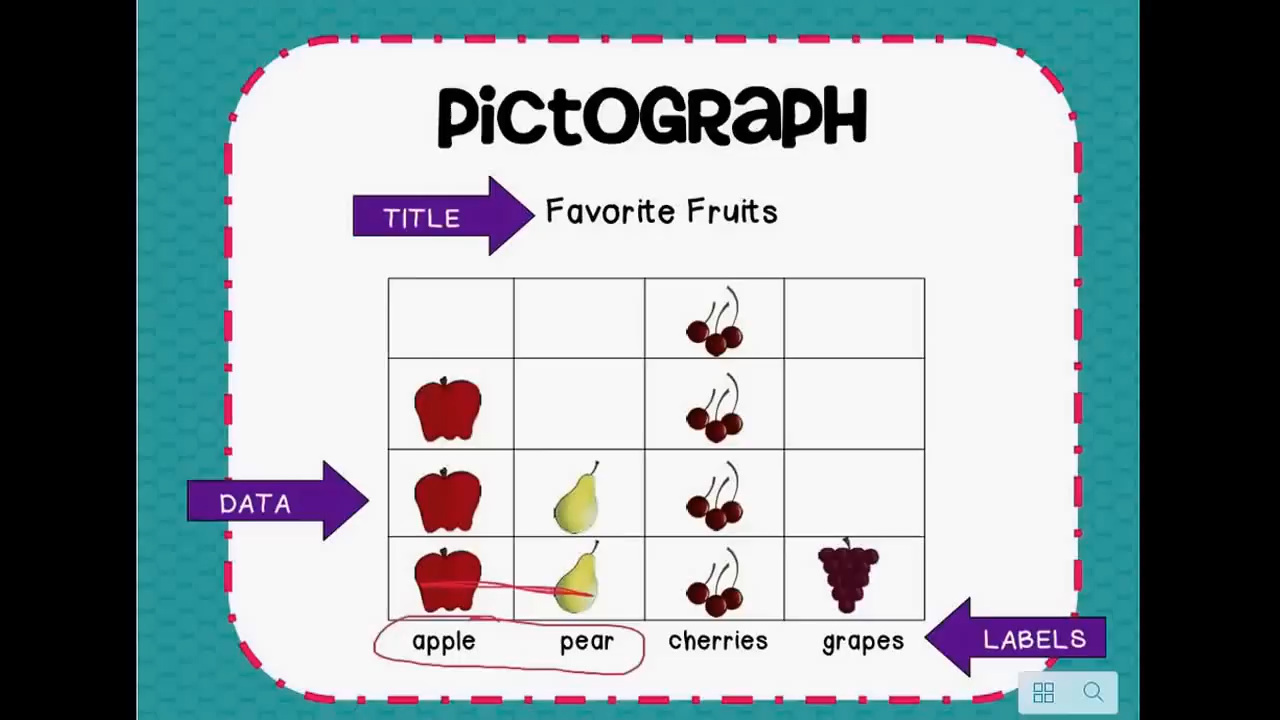 PICTOGRAPH
TITLE
Favorite Fruits
DATA
apple pear cherries grapes
LABELS